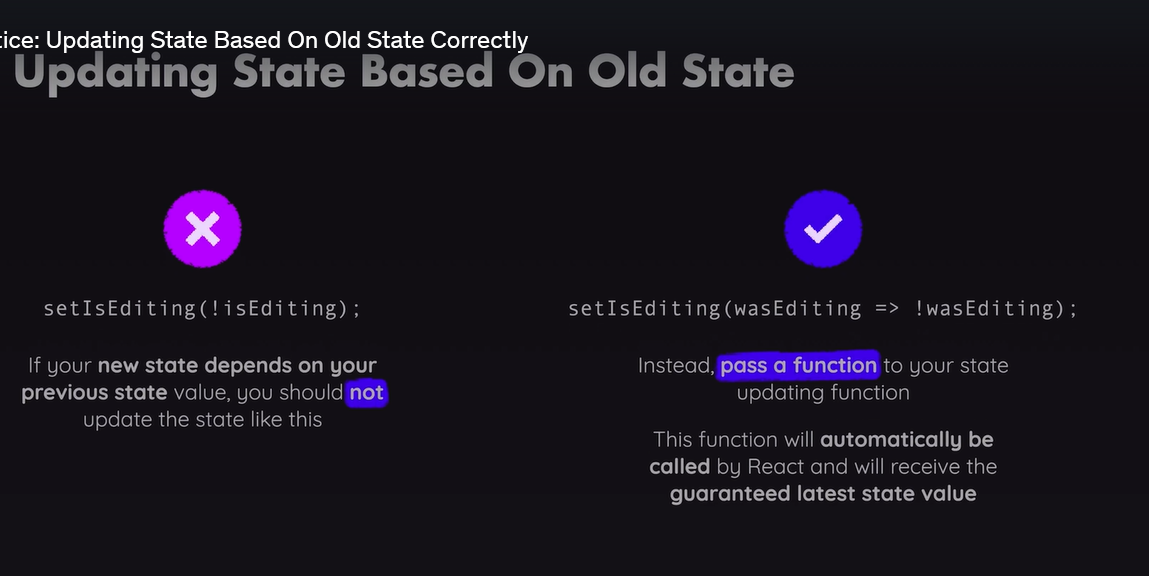 tice: Updating State Based On Old State Correctly
Updating State Based On Old State
setIsEditing(!isEditing);
If your new state depends on your
previous state value, you should not
update the state like this
setIsEditing(wasEditing => !wasEditing);
Instead, pass a function to your state
updating function
This function will automatically be
called by React and will receive the
guaranteed latest state value